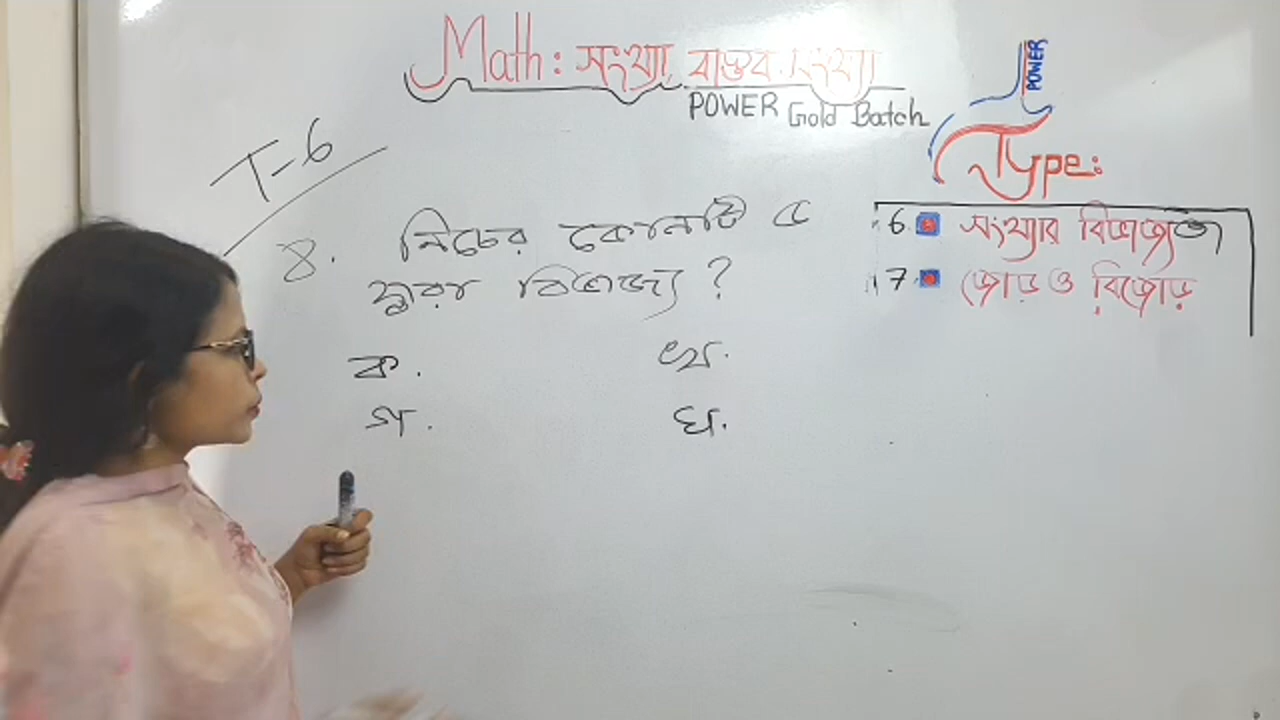 Math: সংখ্যা, বাস্তব সংখ্যা
POWER Gold Batch
POWER
Type:
6. সংখ্যার বিভাজ্যতা
7. জোড় ও বিজোড়
T-6
8. নিচের কোনটি ৫
দ্বারা বিভাজ্য ?
ক. খ.
গ. ঘ.